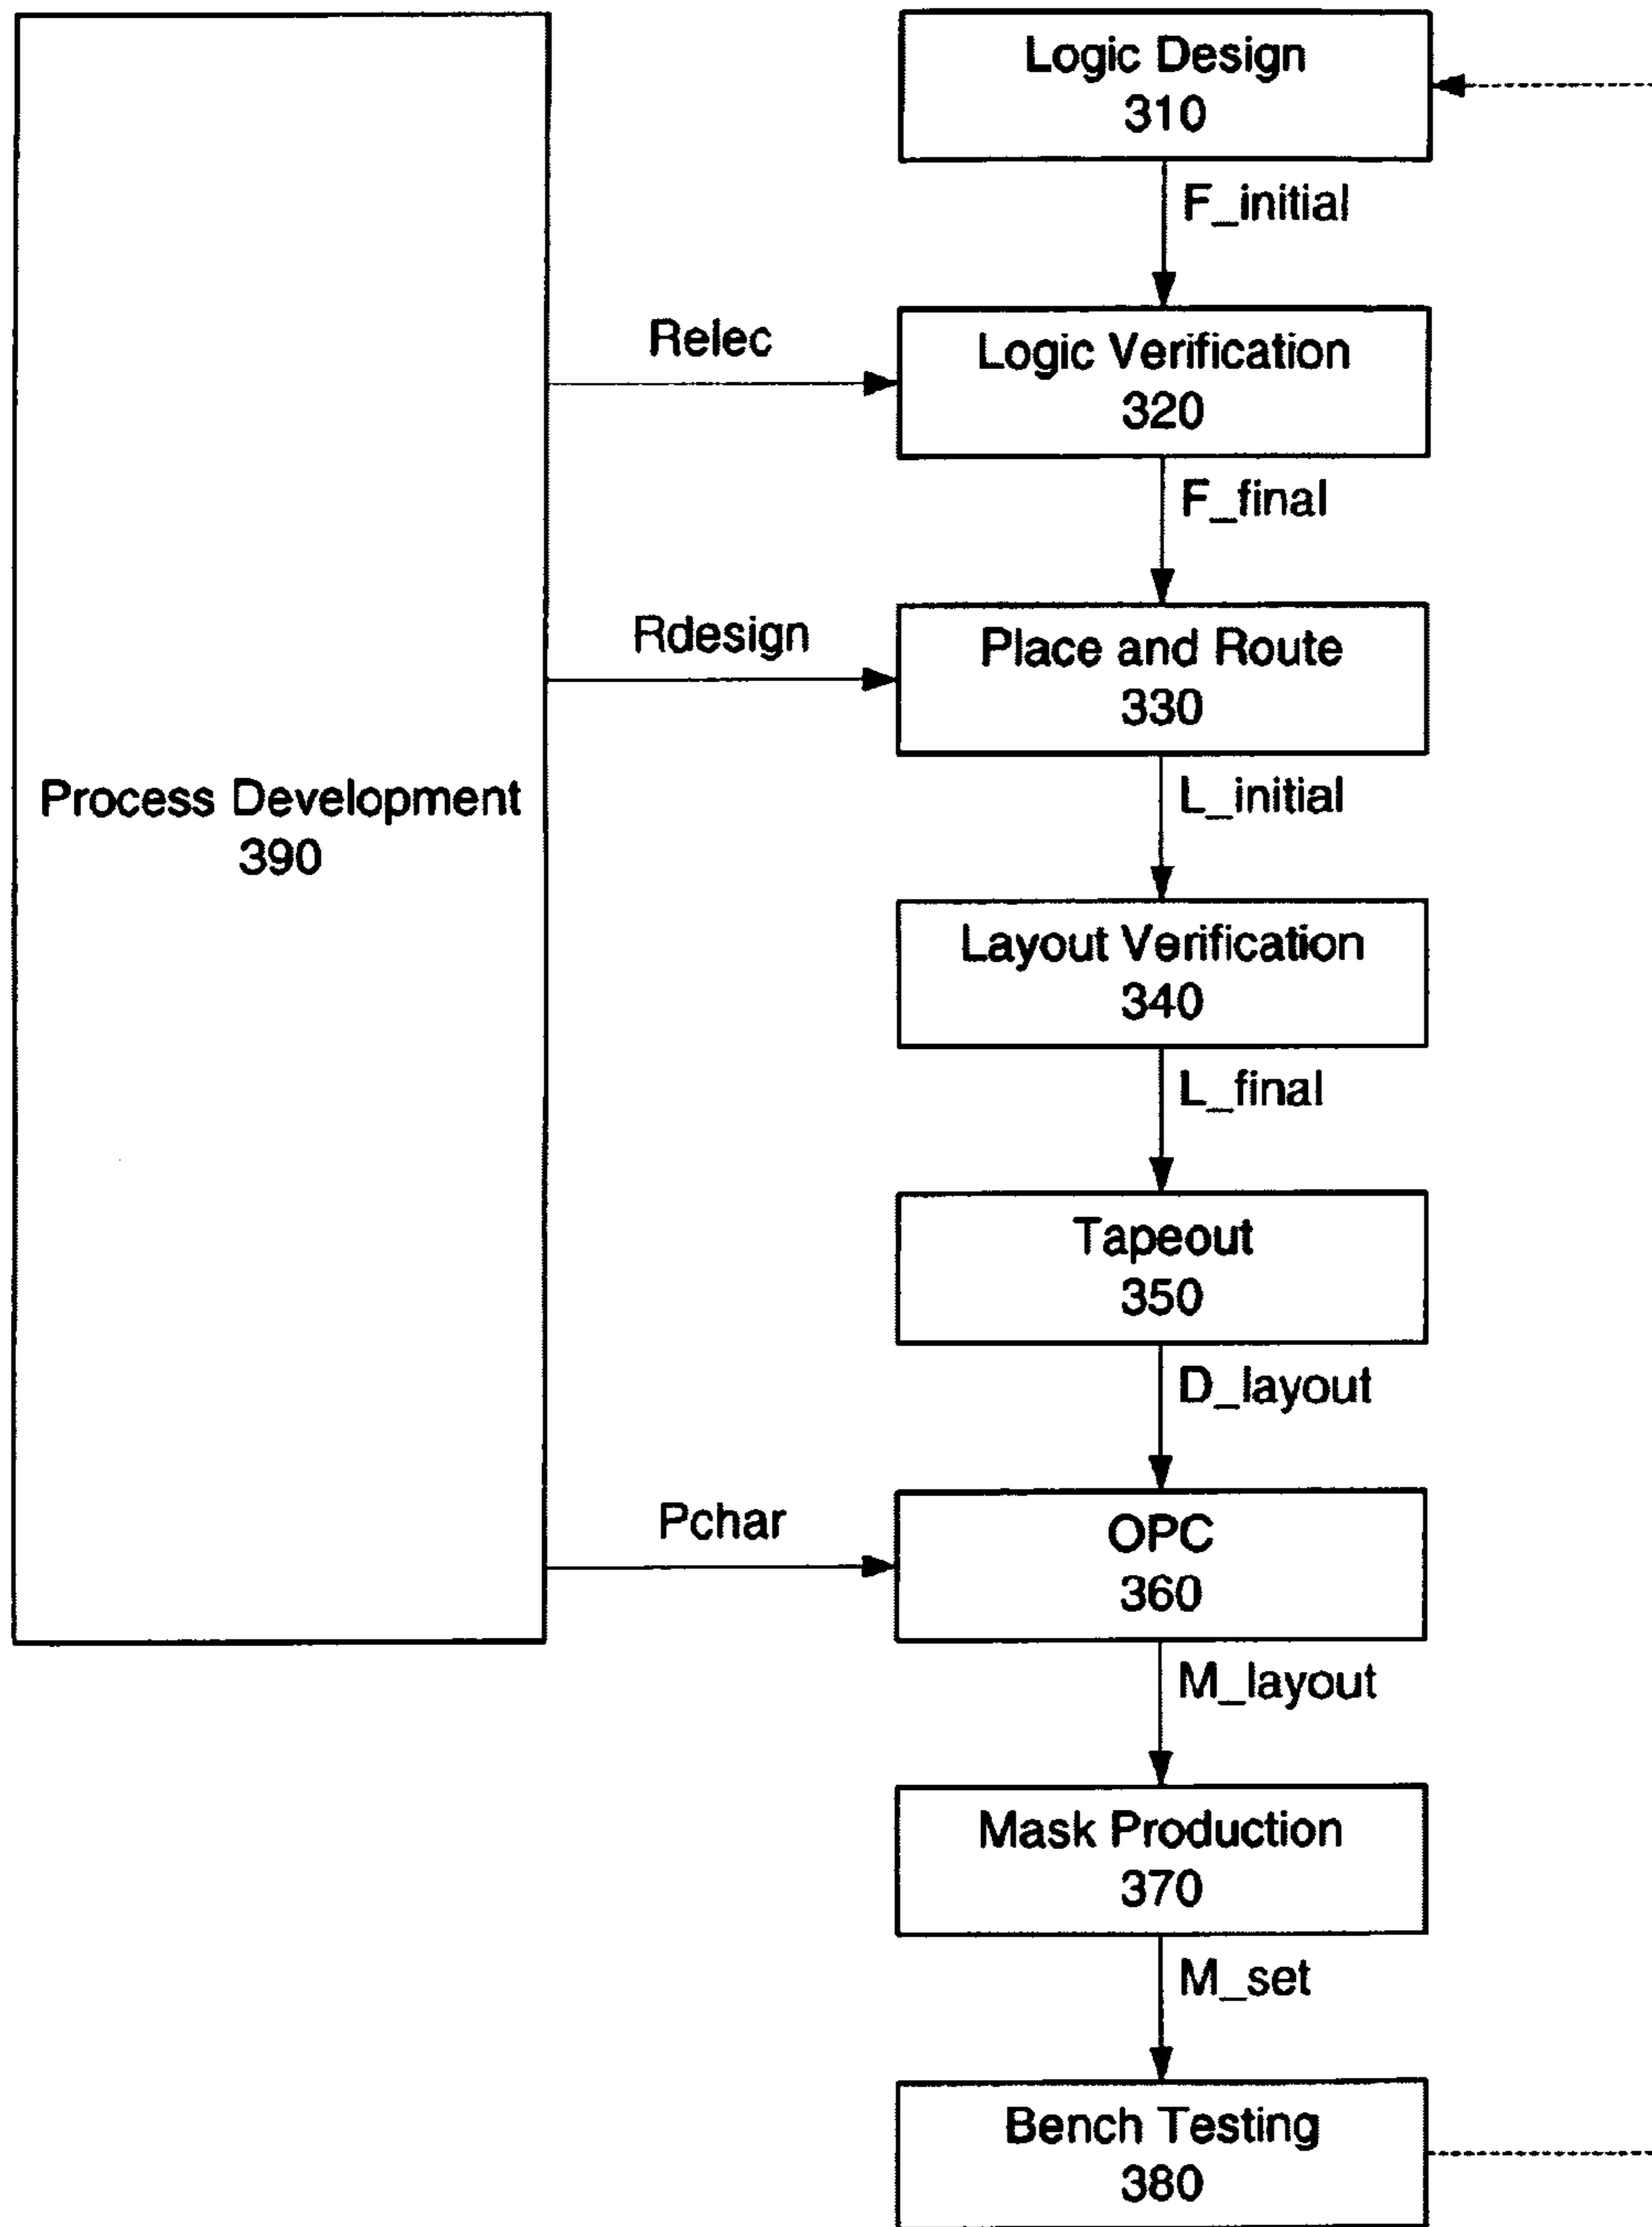 Logic Design
310
F_initial
Relec
Logic Verification
320
F_final
Rdesign
Place and Route
330
Process Development
390
L_initial
Layout Verification
340
L_final
Tapeout
350
D_layout
Pchar
OPC
360
M_layout
Mask Production
370
M_set
Bench Testing
380